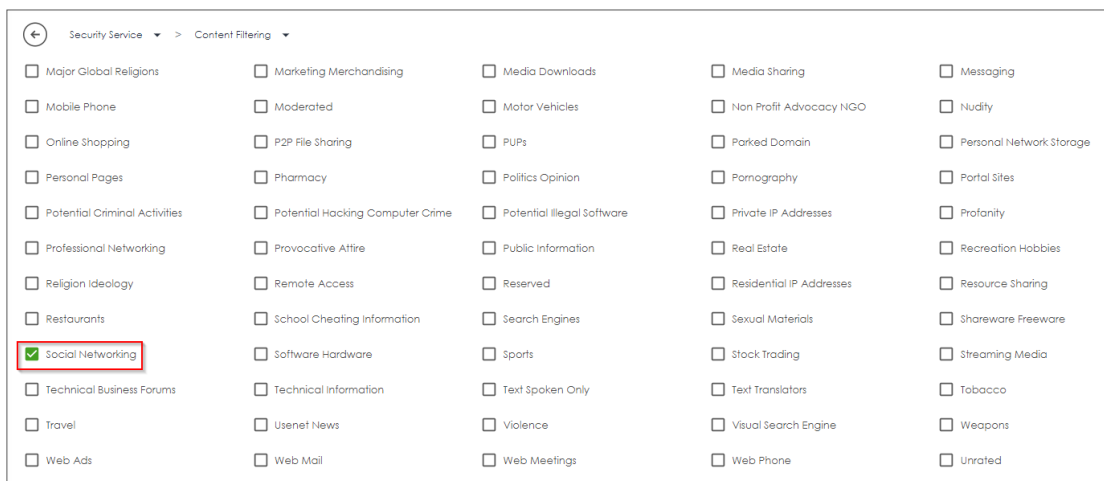 Security Service > Content Filtering
Major Global Religions Marketing Merchandising Media Downloads Media Sharing Messaging
Mobile Phone Moderated Motor Vehicles Non Profit Advocacy NGO Nudity
Online Shopping P2P File Sharing PUPs Parked Domain Personal Network Storage
Personal Pages Pharmacy Politics Opinion Pornography Portal Sites
Potential Criminal Activities Potential Hacking Computer Crime Potential Illegal Software Private IP Addresses Profanity
Professional Networking Provocative Attire Public Information Real Estate Recreation Hobbies
Religion Ideology Remote Access Reserved Residential IP Addresses Resource Sharing
Restaurants School Cheating Information Search Engines Sexual Materials Shareware Freeware
Social Networking Software Hardware Sports Stock Trading Streaming Media
Technical Business Forums Technical Information Text Spoken Only Text Translators Tobacco
Travel Usenet News Violence Visual Search Engine Weapons
Web Ads Web Mail Web Meetings Web Phone Unrated